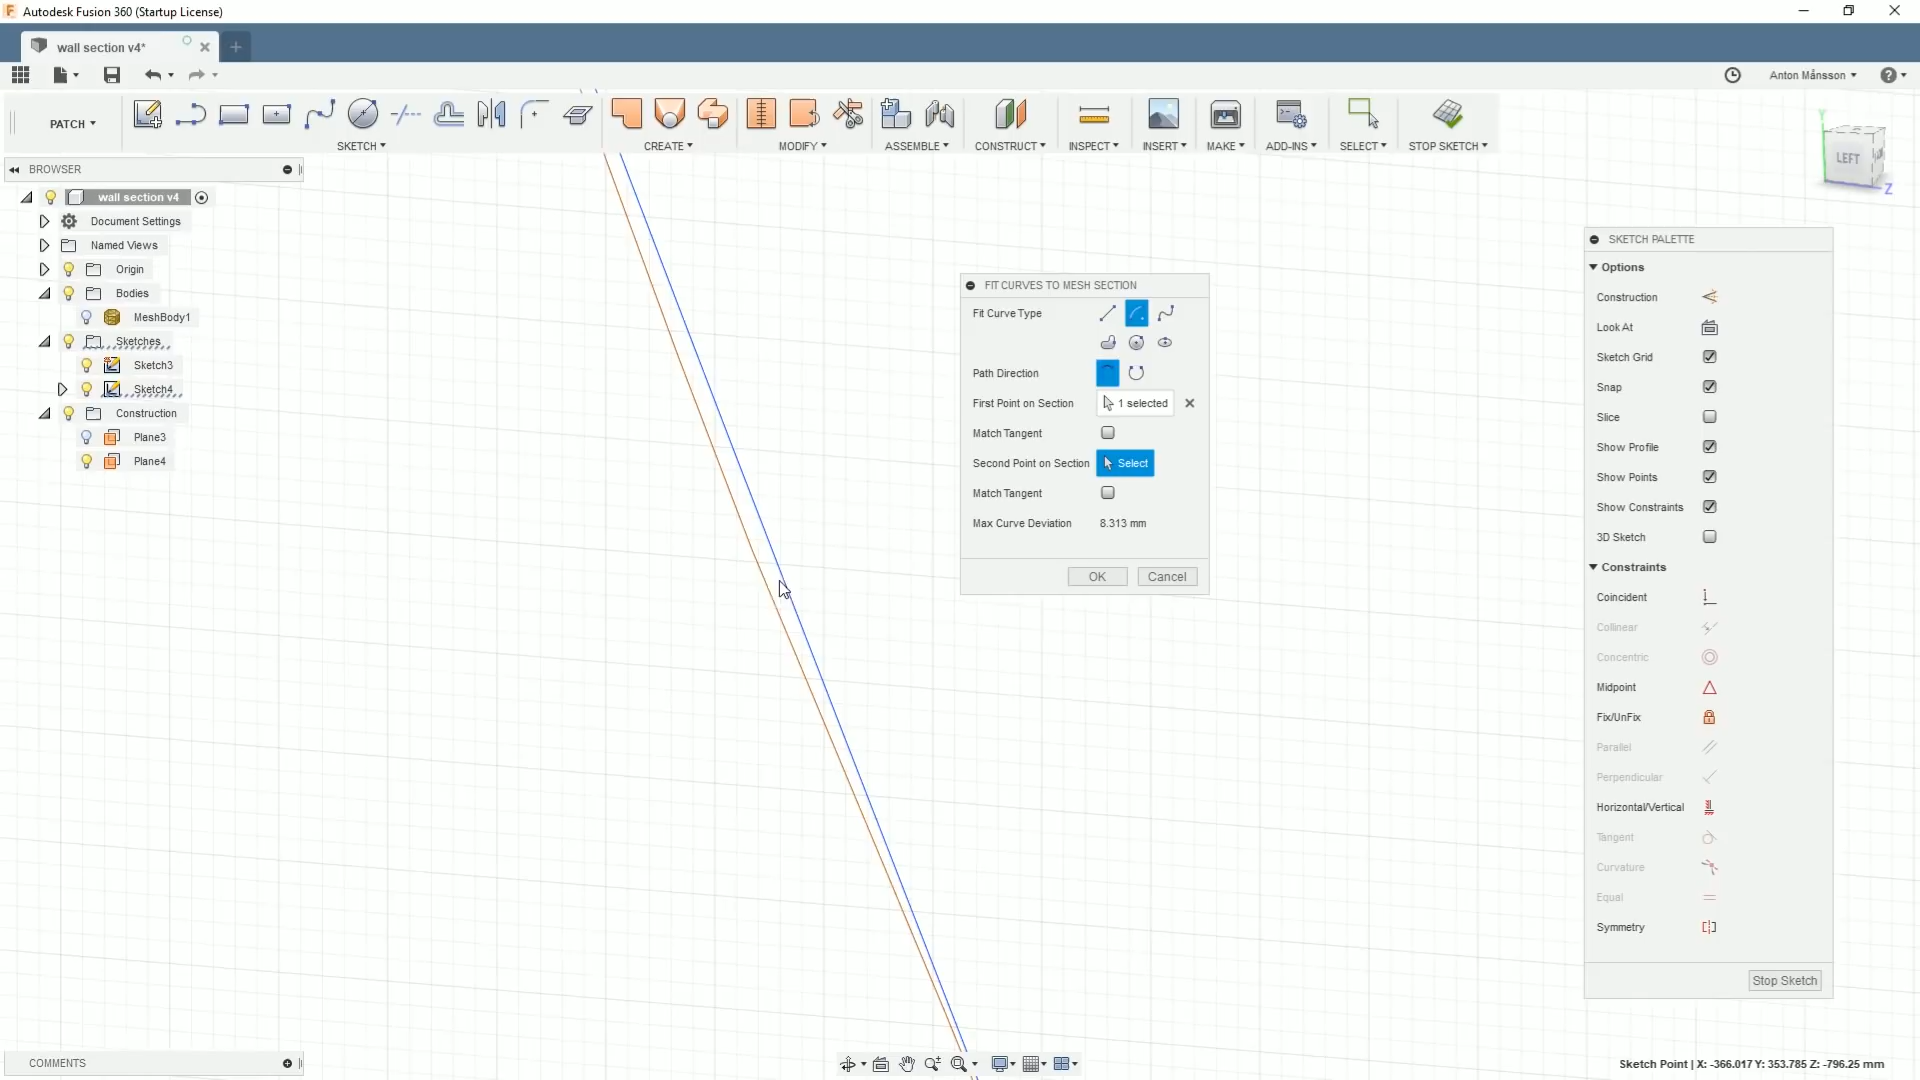 Autodesk Fusion 360 (Startup License)
wall section v4*
Anton Månsson
PATCH
SKETCH
CREATE
MODIFY
ASSEMBLE
CONSTRUCT
INSPECT
INSERT
MAKE
ADD-INS
SELECT
STOP SKETCH
BROWSER
wall section v4
Document Settings
Named Views
Origin
Bodies
MeshBody1
Sketches
Sketch3
Sketch4
Construction
Plane3
Plane4
LEFT
Y
Z
FIT CURVES TO MESH SECTION
Fit Curve Type
Path Direction
First Point on Section 1 selected
Match Tangent
Second Point on Section Select
Match Tangent
Max Curve Deviation 8.313 mm
OK Cancel
SKETCH PALETTE
Options
Construction
Look At
Sketch Grid
Snap
Slice
Show Profile
Show Points
Show Constraints
3D Sketch
Constraints
Coincident
Collinear
Concentric
Midpoint
Fix/UnFix
Parallel
Perpendicular
Horizontal/Vertical
Tangent
Curvature
Equal
Symmetry
Stop Sketch
COMMENTS
Sketch Point | X: -366.017 Y: 353.785 Z: -796.25 mm